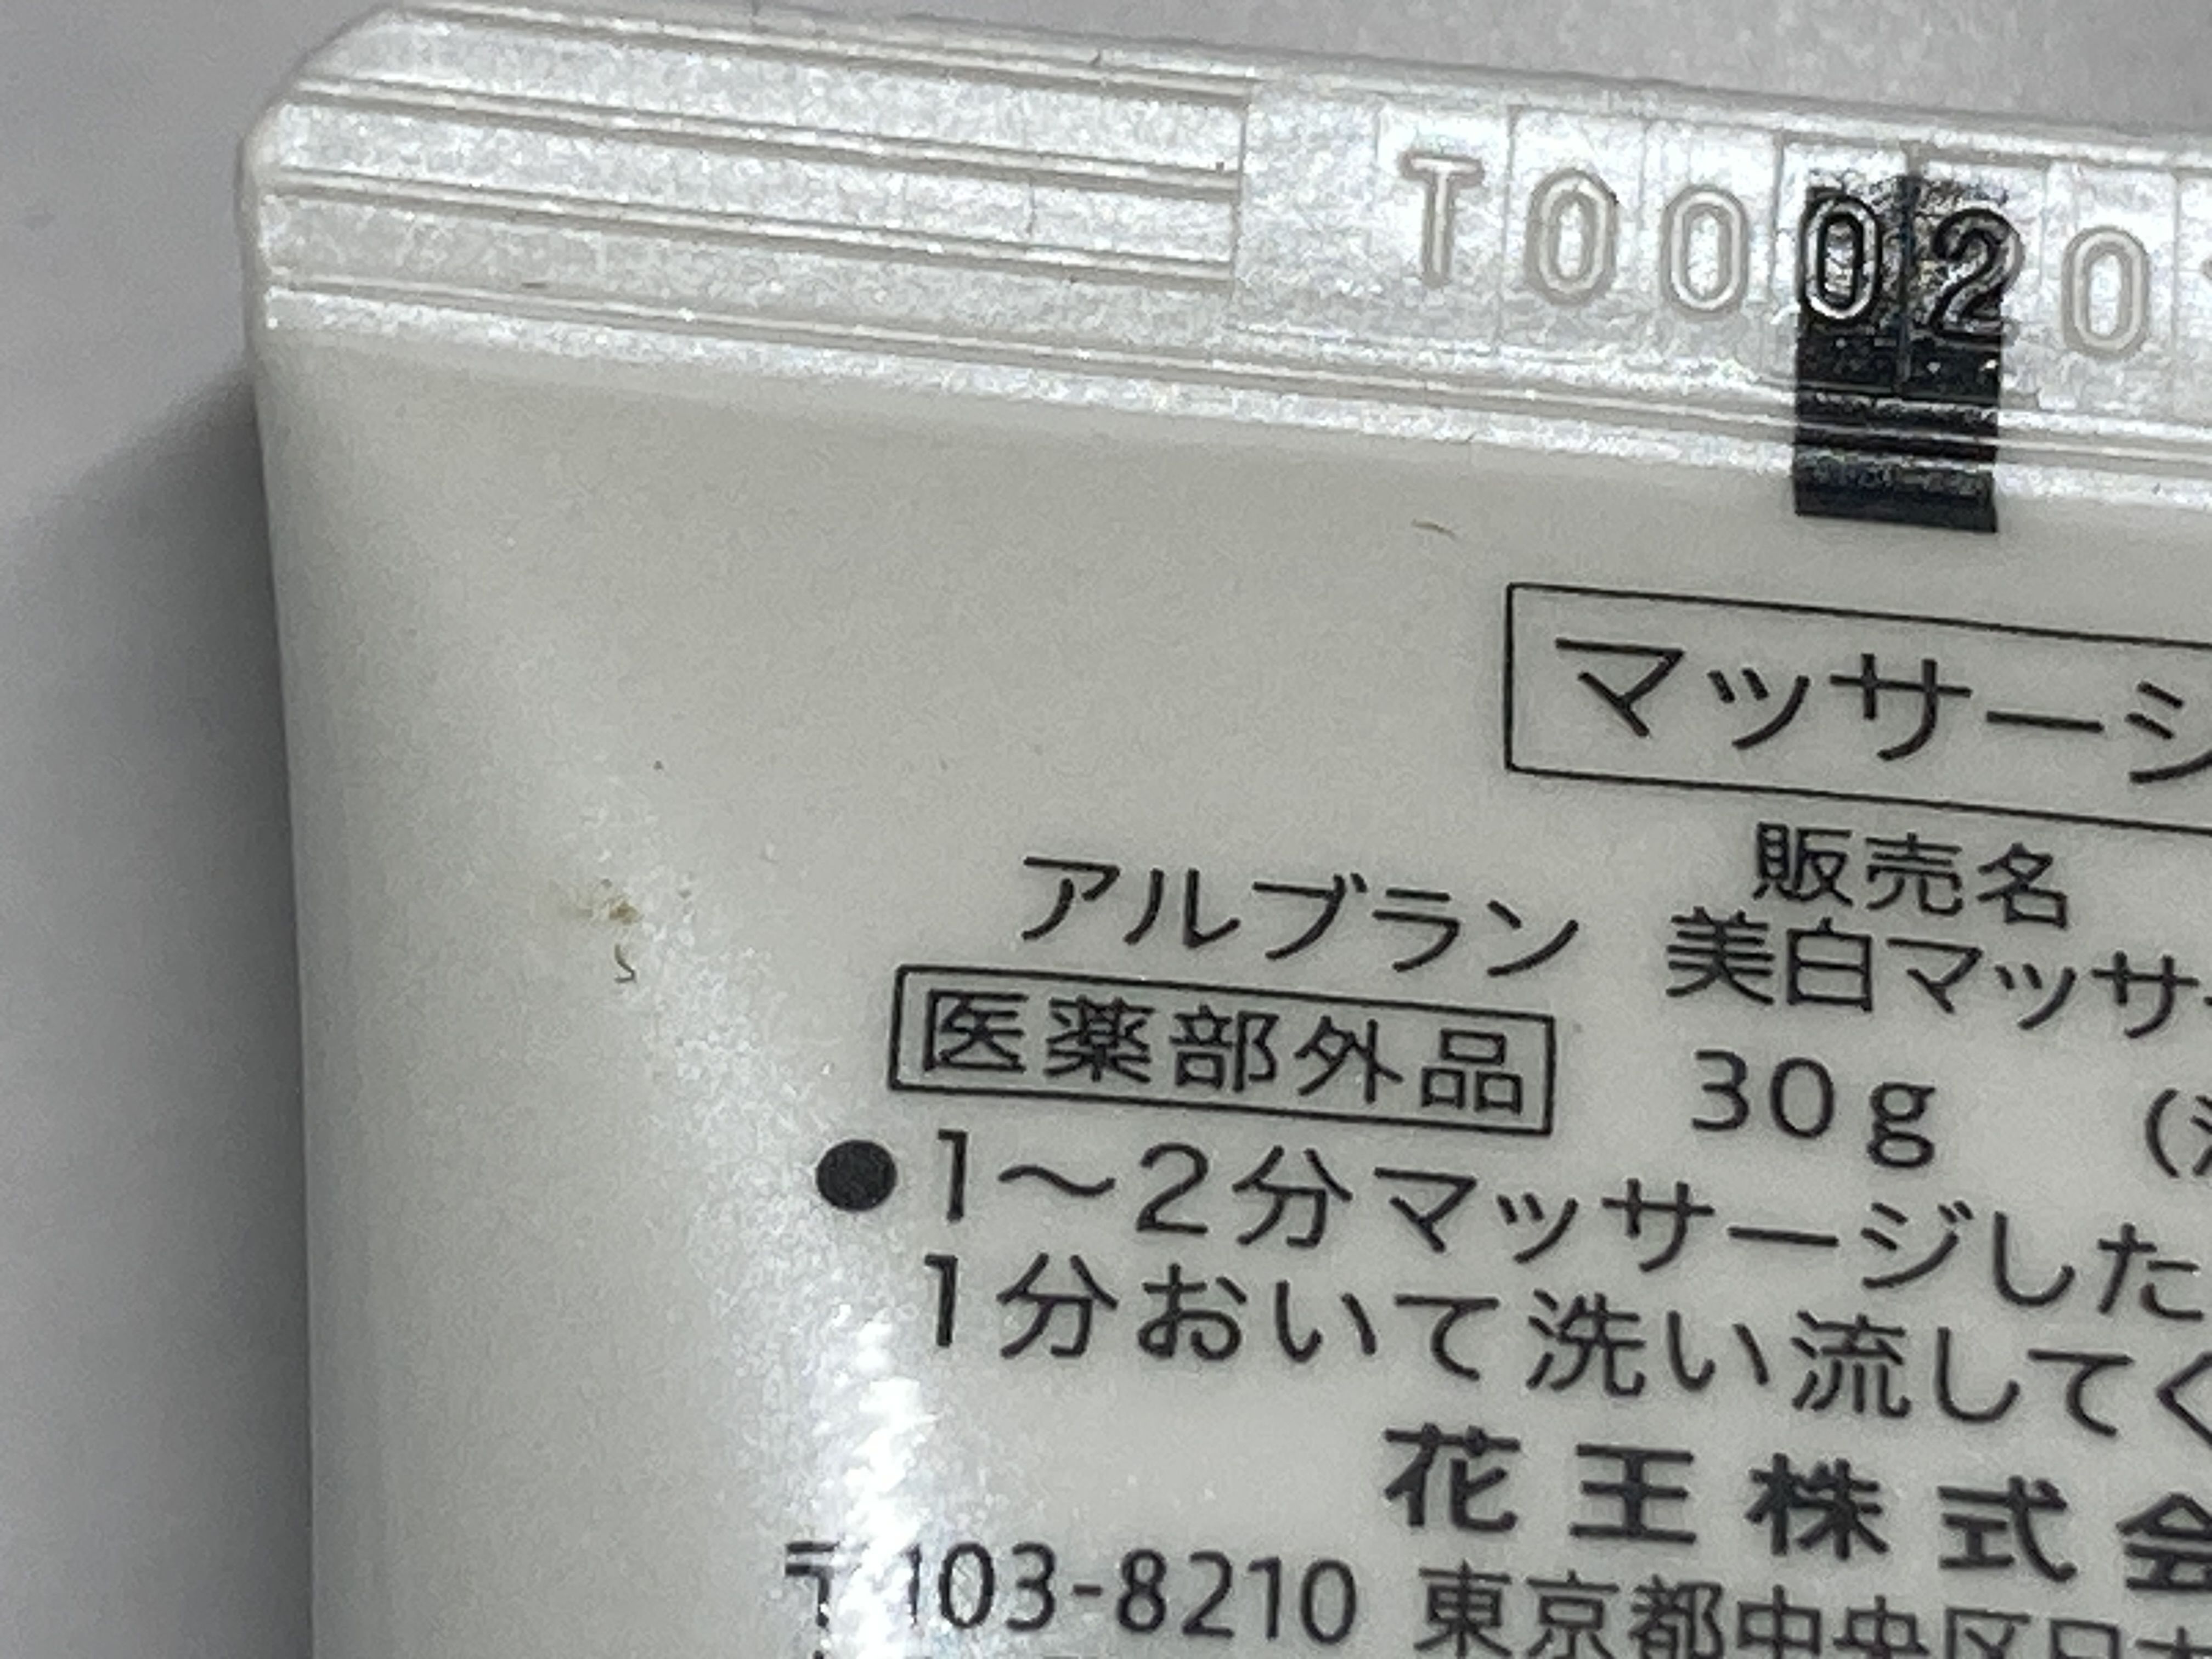 T00020
マッサージ
販売名
アルブラン 美白マッサ
医薬部外品 30g
●1～2分マッサージした
1分おいて洗い流してく
花王株式会
〒103-8210 東京都中央区日本